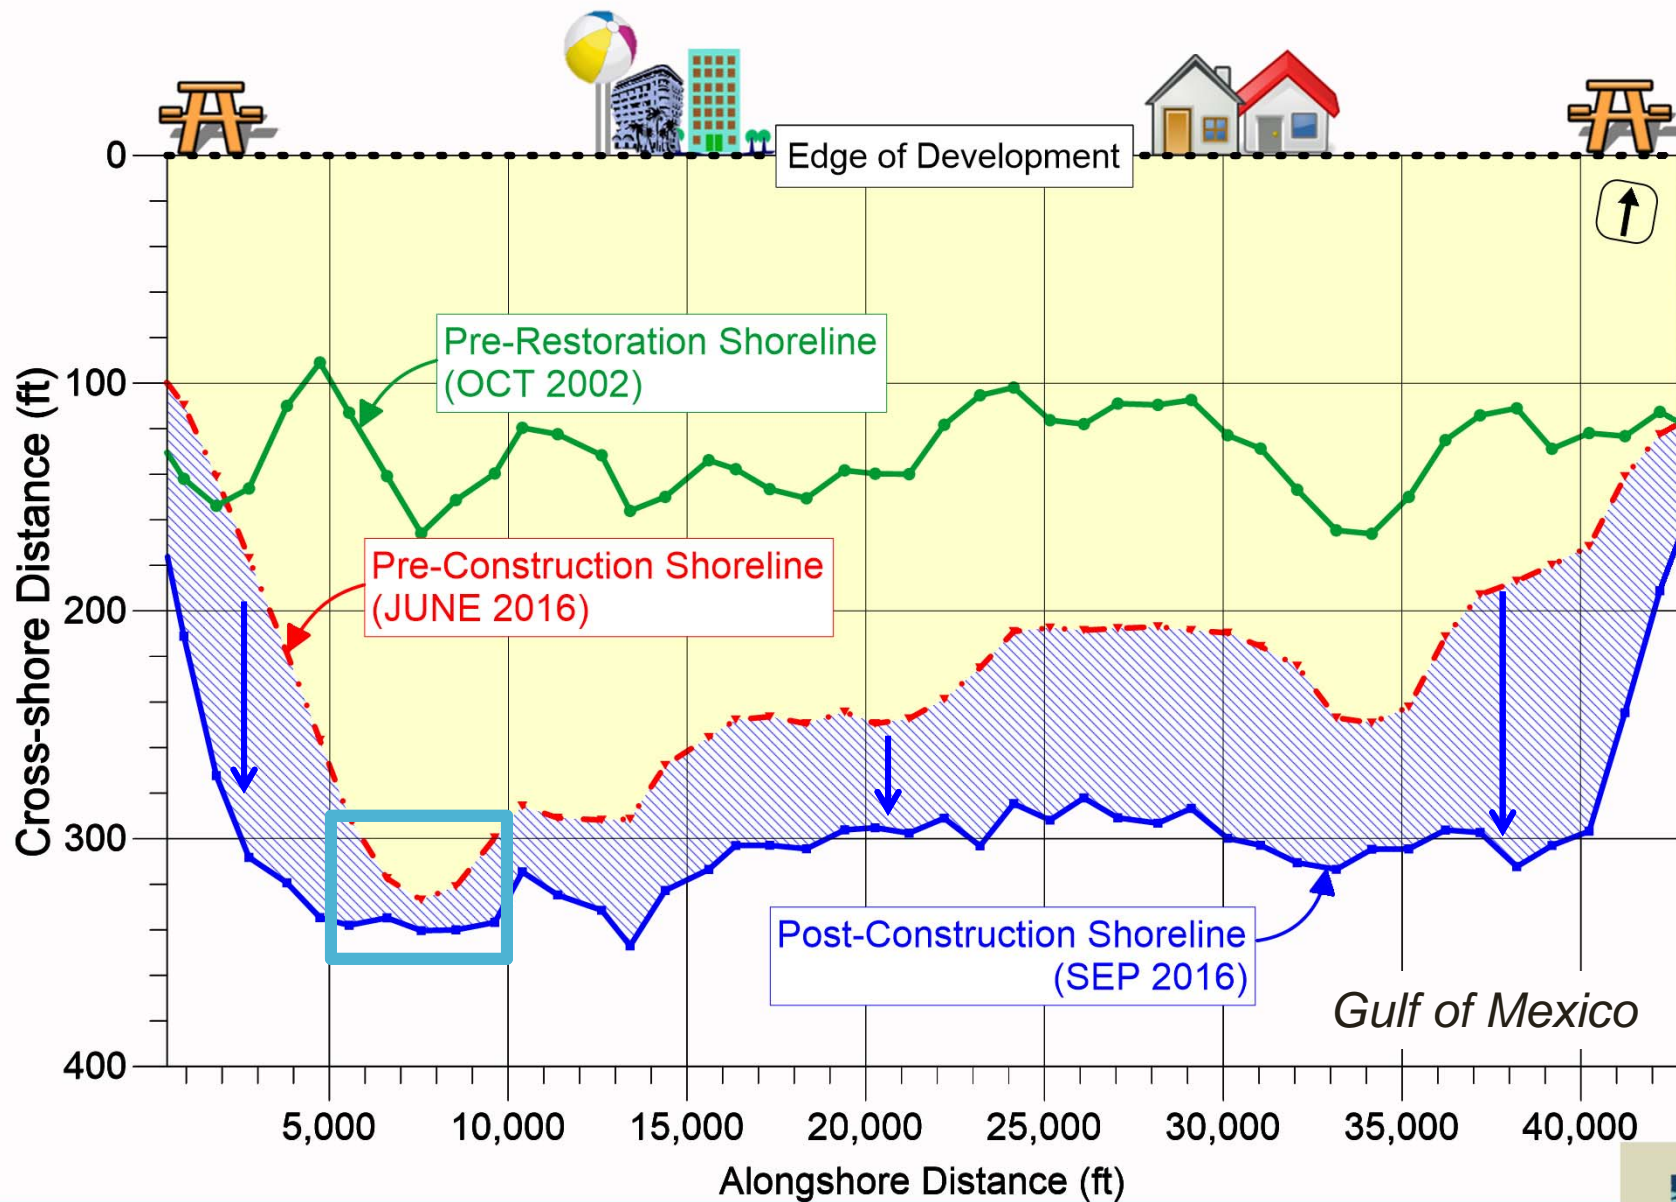 Edge of Development
0
100
200
300
400
Cross-shore Distance (ft)
Pre-Restoration Shoreline
(OCT 2002)
Pre-Construction Shoreline
(JUNE 2016)
Post-Construction Shoreline
(SEP 2016)
Gulf of Mexico
5,000
10,000
15,000
20,000
25,000
30,000
35,000
40,000
Alongshore Distance (ft)